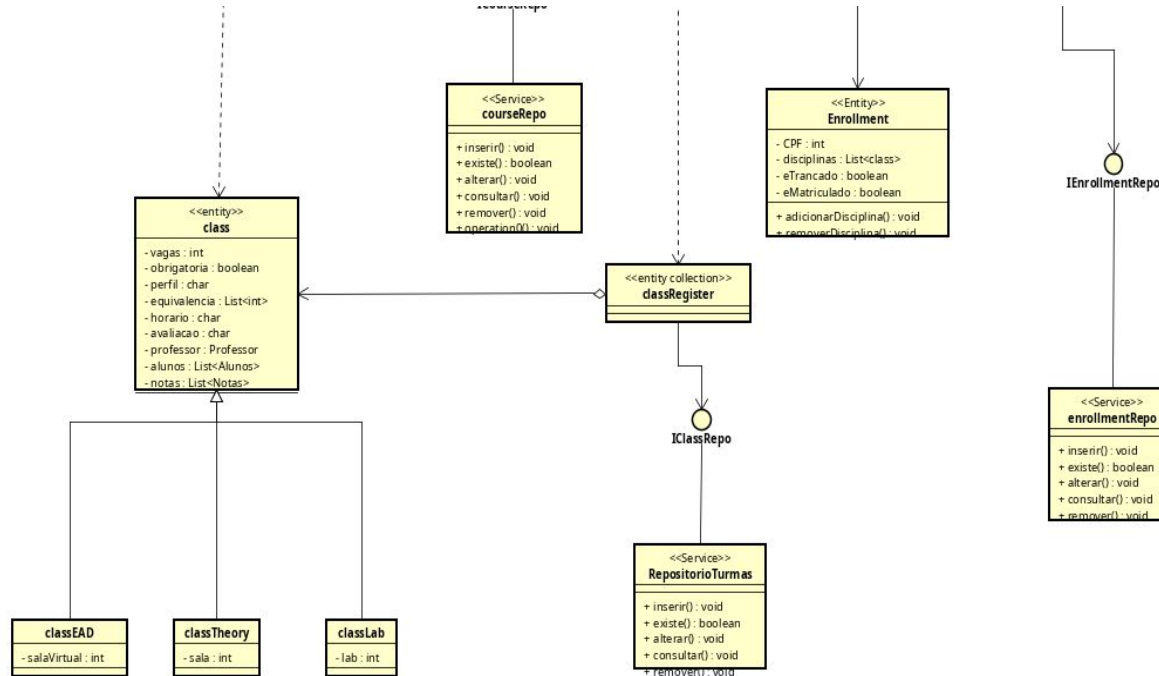 ICourseRepo
<<Service>>
courseRepo
+ inserir() : void
+ existe() : boolean
+ alterar() : void
+ consultar() : void
+ remover() : void
+ operation0() : void
<<Entity>>
Enrollment
- CPF : int
- disciplinas : List<class>
- eTrancado : boolean
- eMatriculado : boolean
+ adicionarDisciplina() : void
+ removerDisciplina() : void
IEnrollmentRepo
<<entity>>
class
- vagas : int
- obrigatoria : boolean
- perfil : char
- equivalencia : List<int>
- horario : char
- avaliacao : char
- professor : Professor
- alunos : List<Alunos>
- notas : List<Notas>
<<entity collection>>
classRegister
IClassRepo
<<Service>>
enrollmentRepo
+ inserir() : void
+ existe() : boolean
+ alterar() : void
+ consultar() : void
+ remover() : void
<<Service>>
RepositorioTurmas
+ inserir() : void
+ existe() : boolean
+ alterar() : void
+ consultar() : void
+ remover() : void
classEAD
- salaVirtual : int
classTheory
- sala : int
classLab
- lab : int